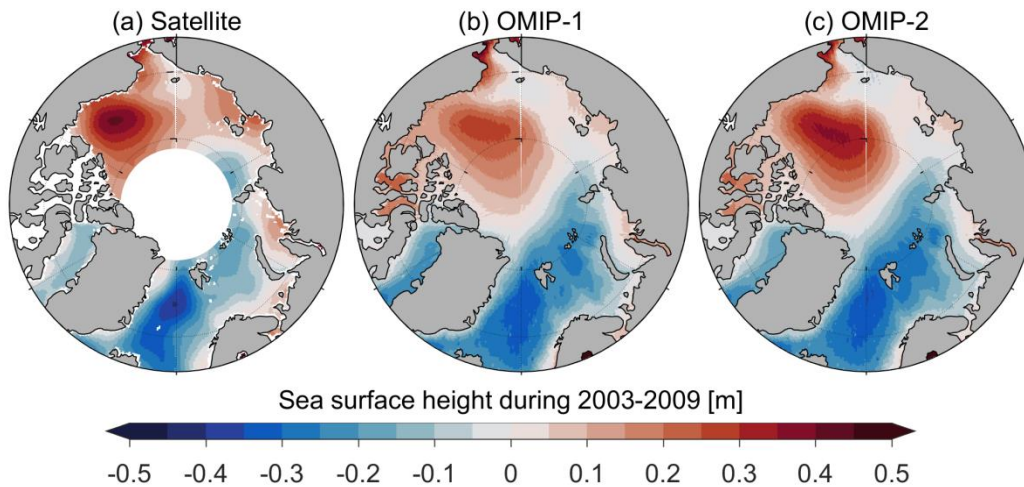 (a) Satellite (b) OMIP-1 (c) OMIP-2
Sea surface height during 2003-2009 [m]
-0.5 -0.4 -0.3 -0.2 -0.1 0 0.1 0.2 0.3 0.4 0.5